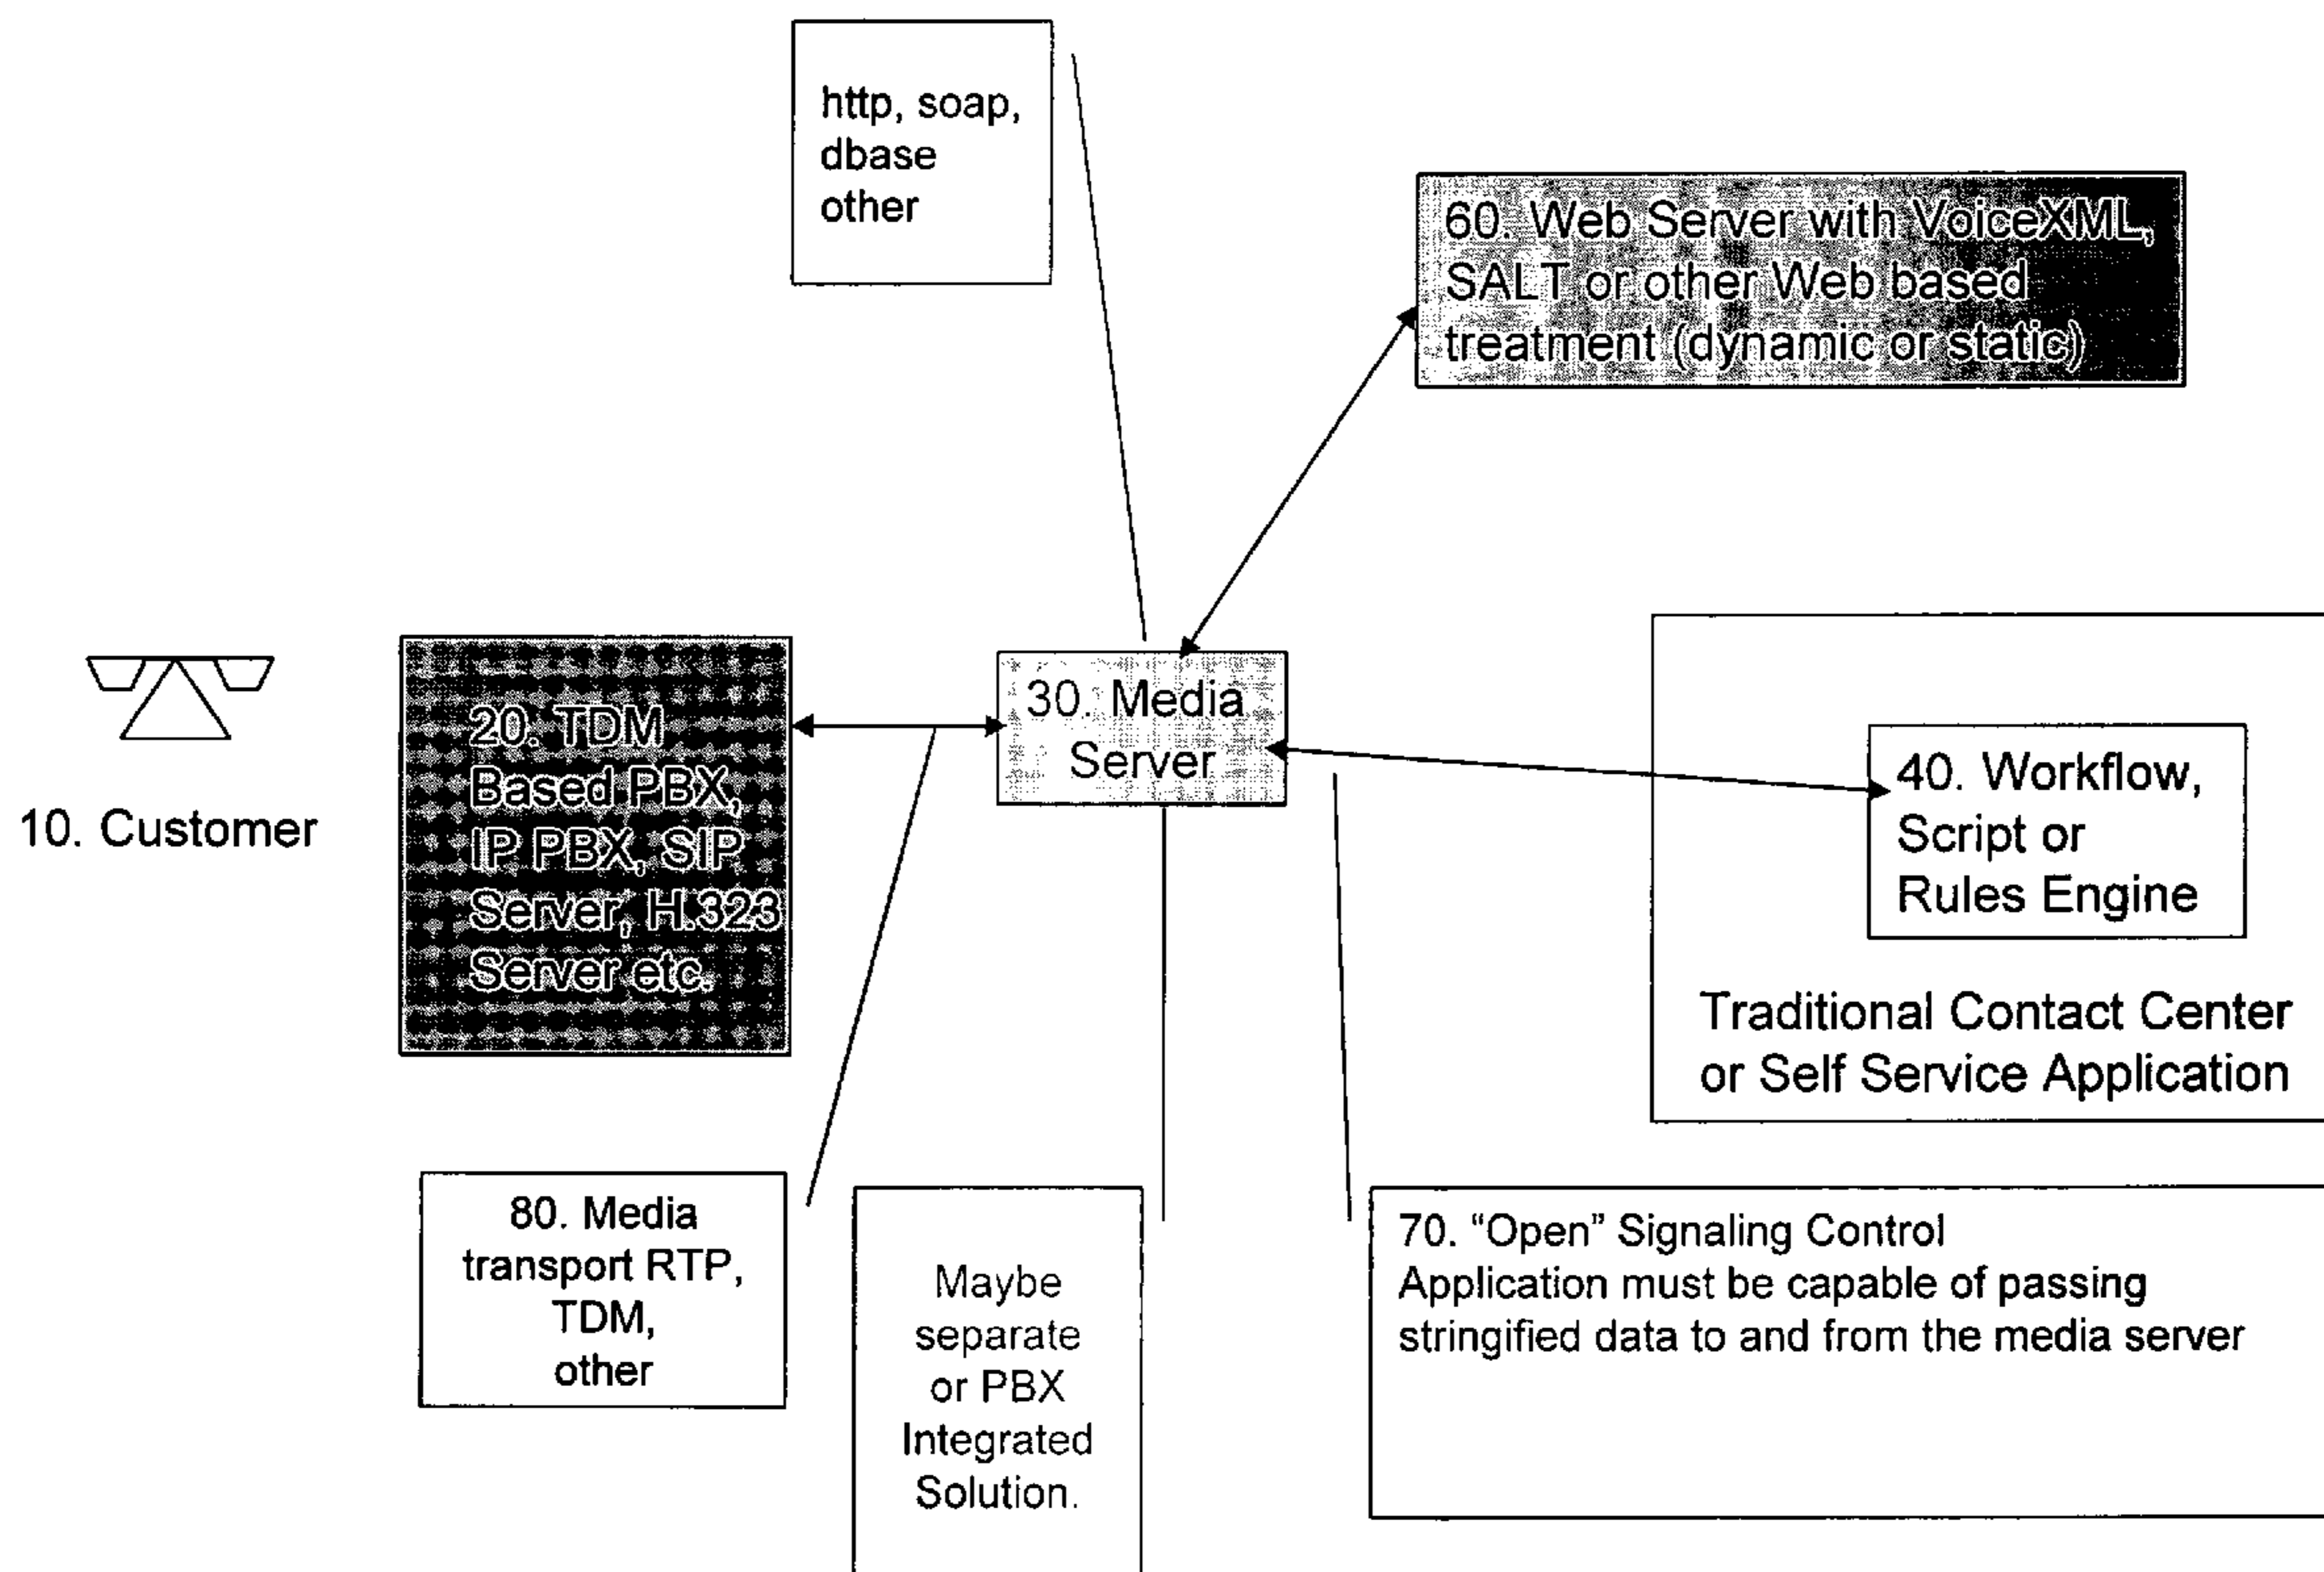 http, soap,
dbase
other
60. Web Server with VoiceXML,
SALT or other Web based
treatment (dynamic or static)
10. Customer
20. TDM
Based PBX,
IP PBX, SIP
Server, H.323
Server etc.
30. Media
Server
40. Workflow,
Script or
Rules Engine
Traditional Contact Center
or Self Service Application
80. Media
transport RTP,
TDM,
other
Maybe
separate
or PBX
Integrated
Solution.
70. “Open” Signaling Control
Application must be capable of passing
stringified data to and from the media server